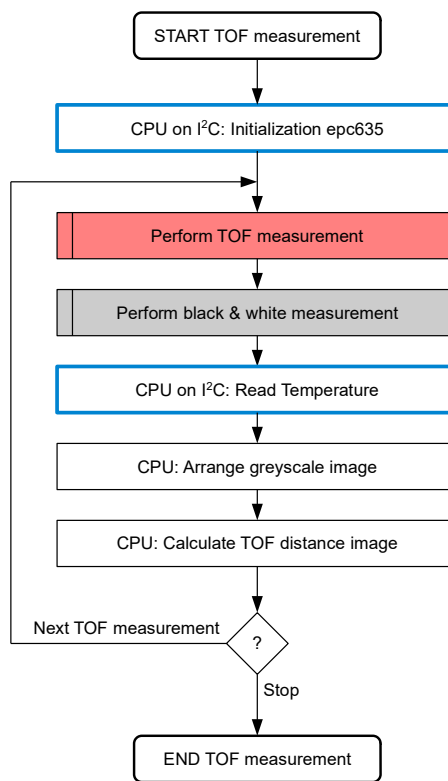 START TOF measurement
CPU on I²C: Initialization epc635
Perform TOF measurement
Perform black & white measurement
CPU on I²C: Read Temperature
CPU: Arrange greyscale image
CPU: Calculate TOF distance image
Next TOF measurement
?
Stop
END TOF measurement